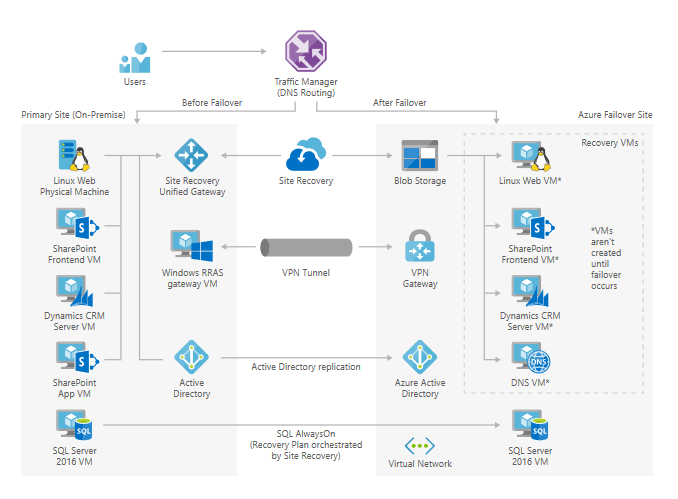 Users
Traffic Manager
(DNS Routing)
Before Failover
After Failover
Primary Site (On-Premise)
Azure Failover Site
Recovery VMs
Linux Web
Physical Machine
Site Recovery
Unified Gateway
Site Recovery
Blob Storage
Linux Web VM*
SharePoint
Frontend VM
Windows RRAS
gateway VM
VPN Tunnel
VPN
Gateway
SharePoint
Frontend VM*
*VMs
aren't
created
until
failover
occurs
Dynamics CRM
Server VM
Dynamics CRM
Server VM*
SharePoint
App VM
Active
Directory
Active Directory replication
Azure Active
Directory
DNS
DNS VM*
SQL
SQL Server
2016 VM
SQL AlwaysOn
(Recovery Plan orchestrated
by Site Recovery)
Virtual Network
SQL
SQL Server
2016 VM